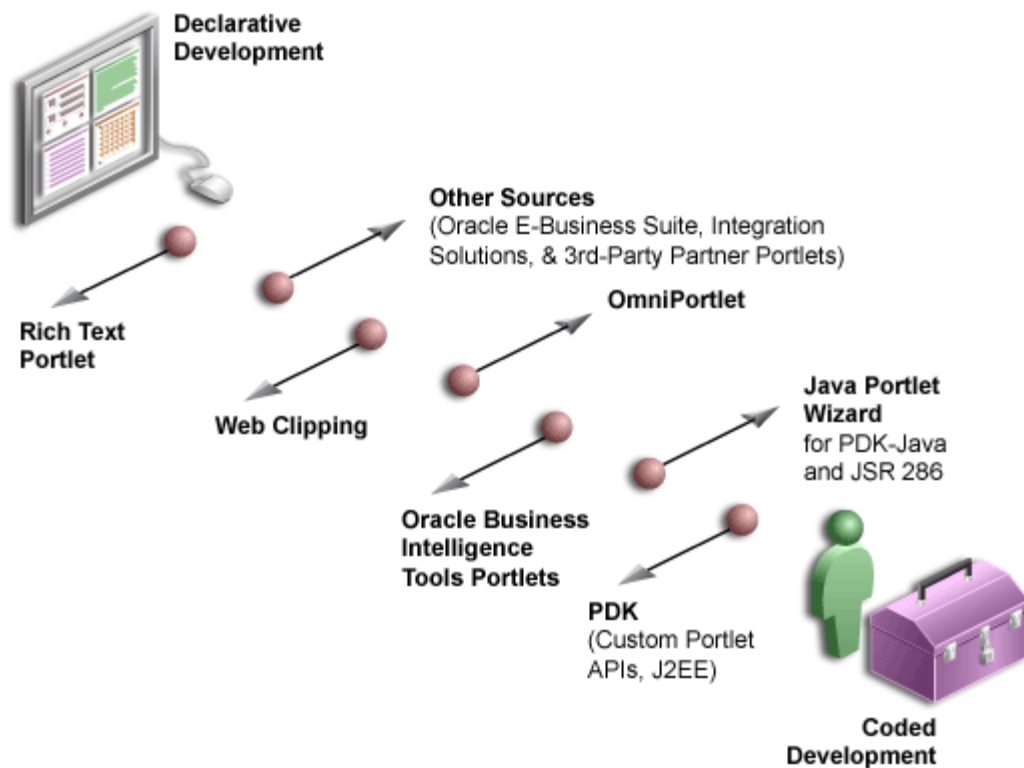 Declarative
Development
Other Sources
(Oracle E-Business Suite, Integration
Solutions, & 3rd-Party Partner Portlets)
OmniPortlet
Rich Text
Portlet
Web Clipping
Java Portlet
Wizard
for PDK-Java
and JSR 286
Oracle Business
Intelligence
Tools Portlets
PDK
(Custom Portlet
APIs, J2EE)
Coded
Development